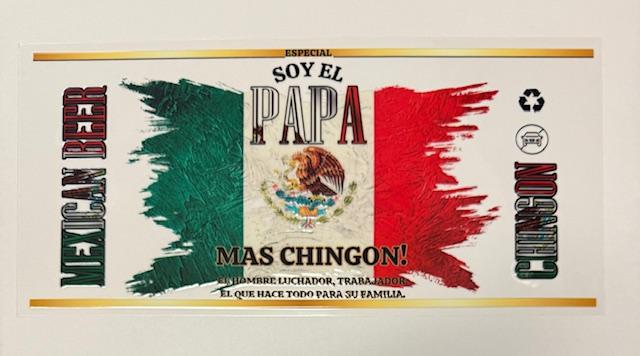 ESPECIAL
SOY EL
PAPA
MAS CHINGON!
EL HOMBRE LUCHADOR, TRABAJADOR.
EL QUE HACE TODO PARA SU FAMILIA.
MEXICAN BEER
CHINGON